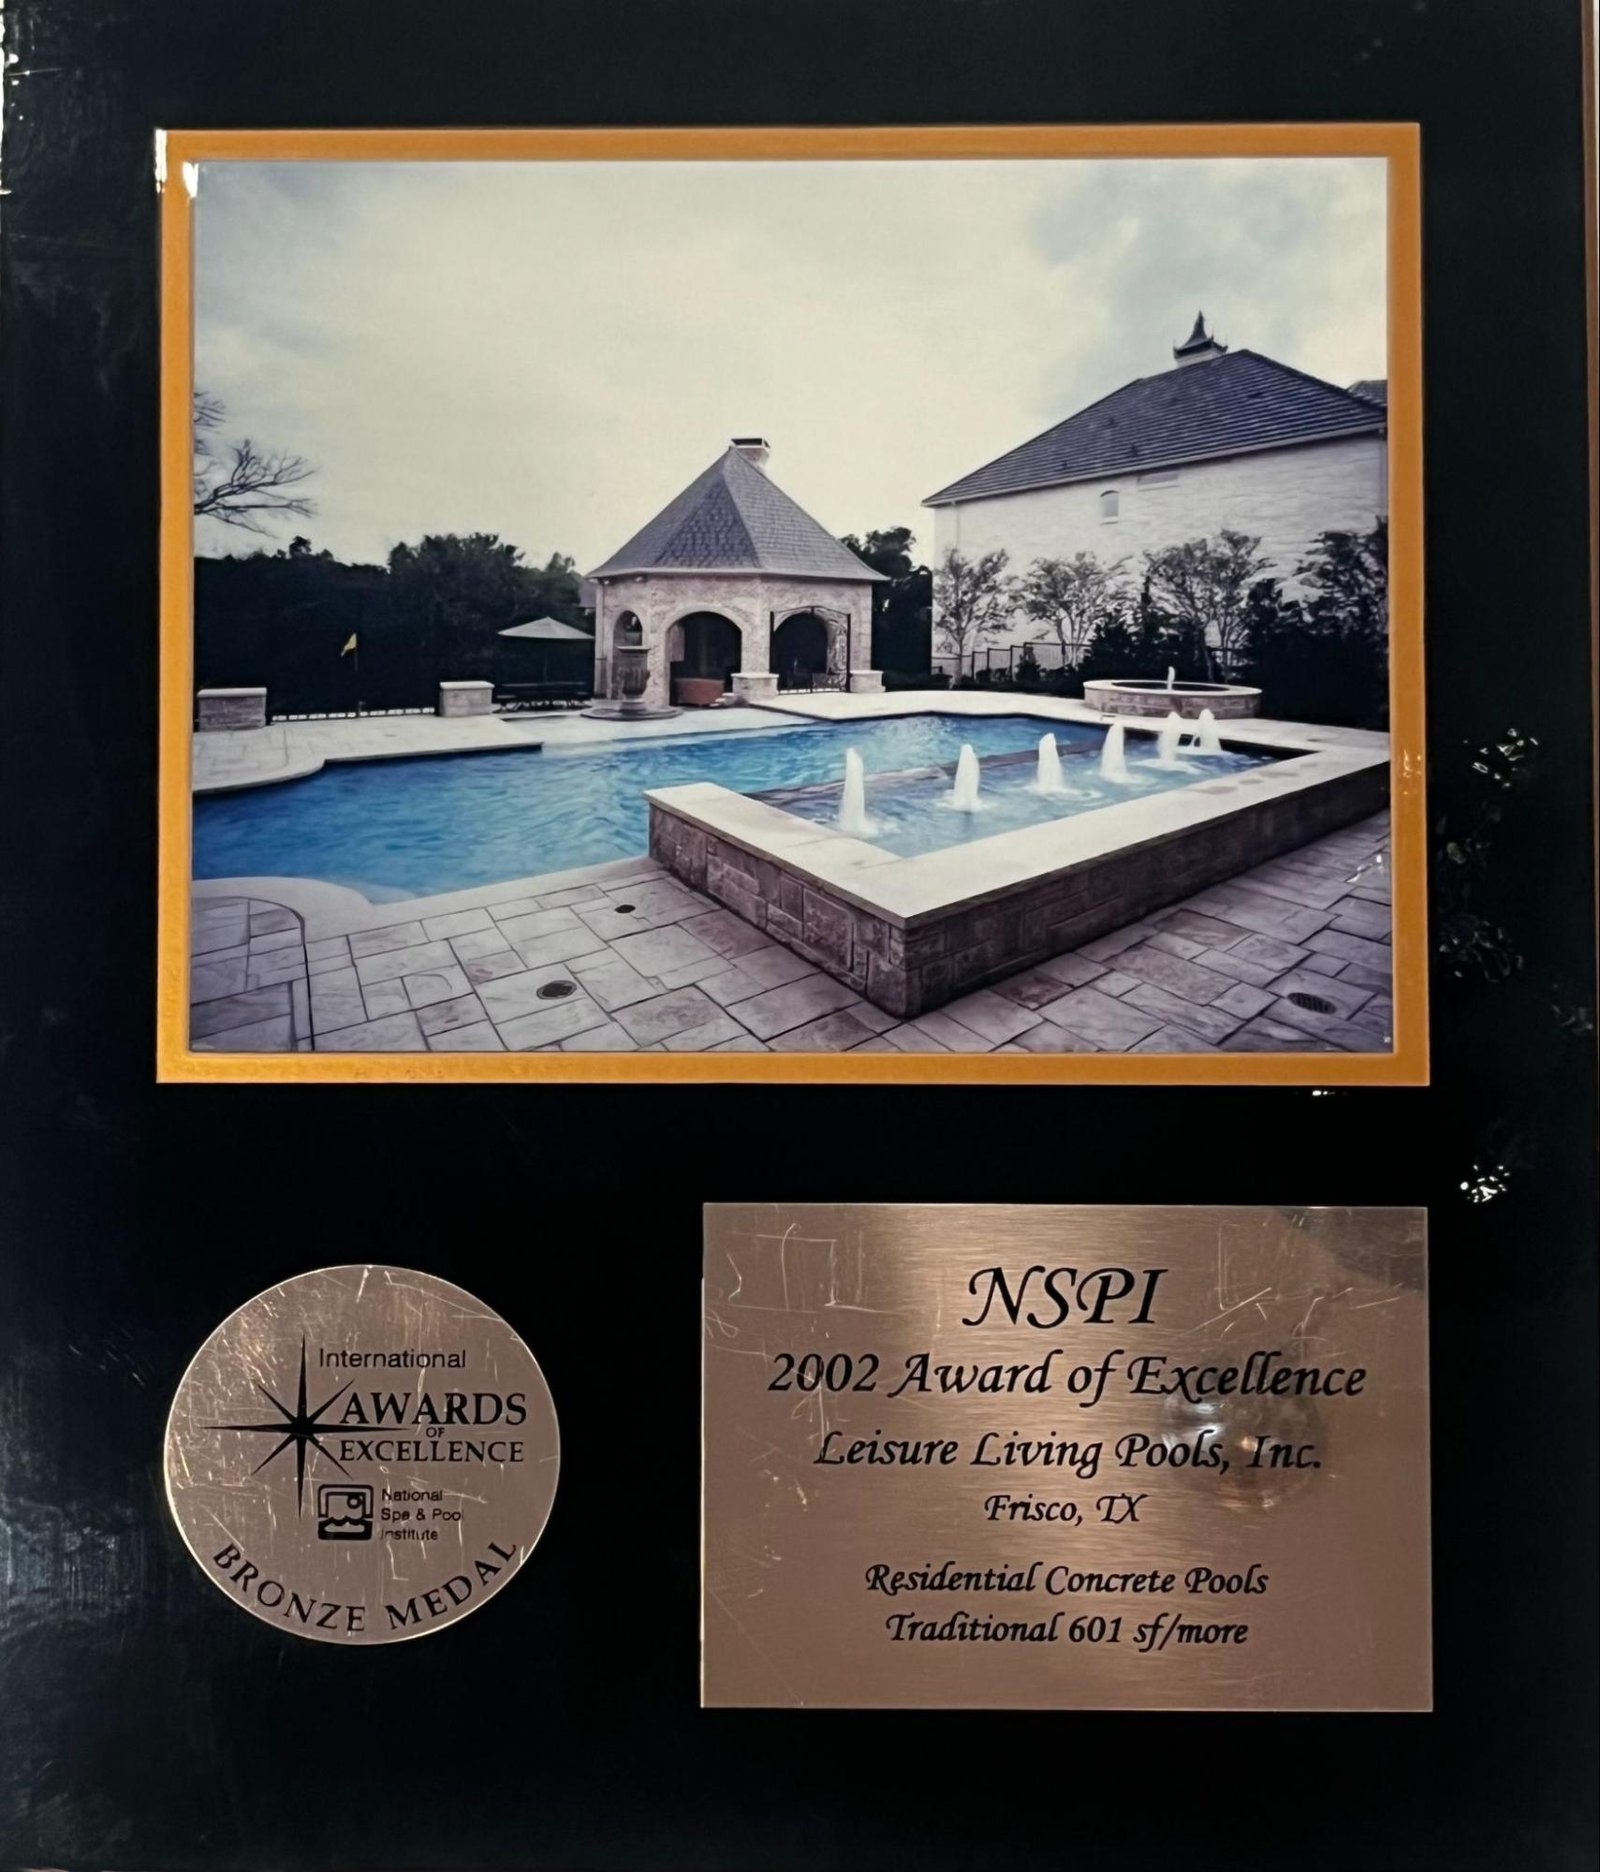 International
AWARDS
OF
EXCELLENCE
National
Spa & Pool
Institute
BRONZE MEDAL
NSPI
2002 Award of Excellence
Leisure Living Pools, Inc.
Frisco, TX
Residential Concrete Pools
Traditional 601 sf/more